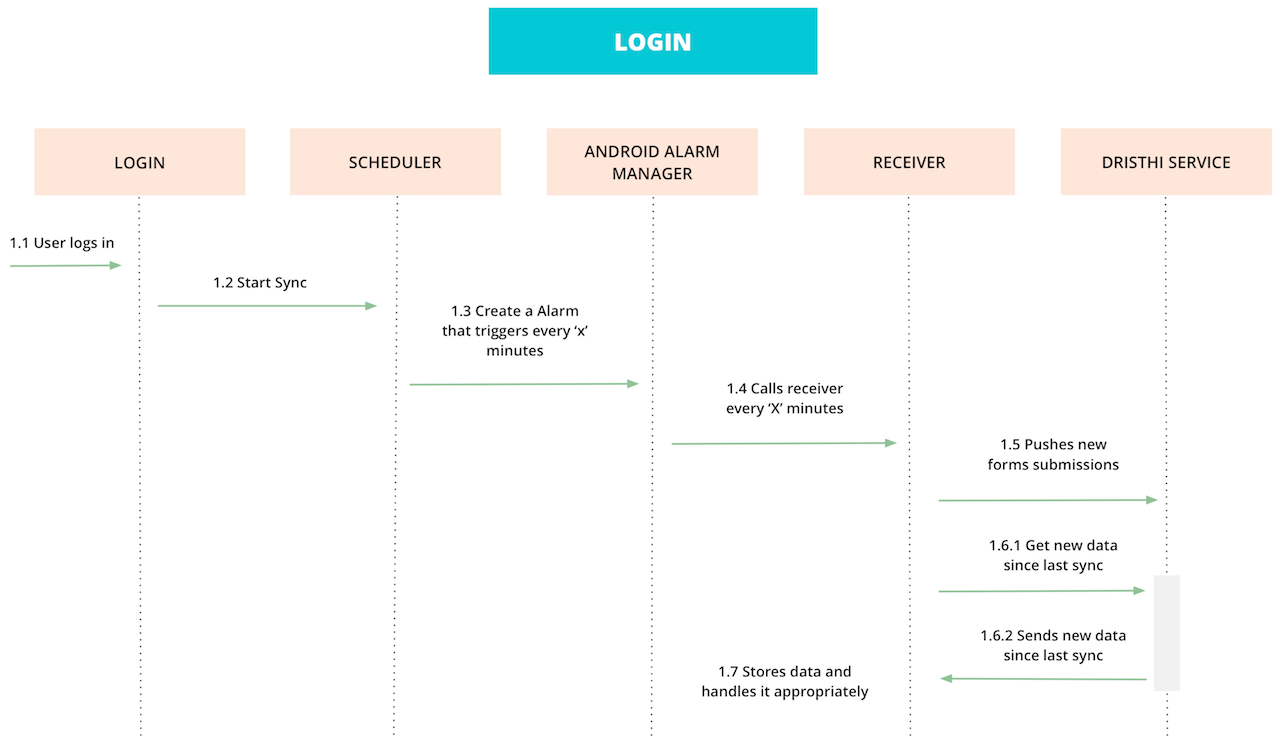 LOGIN
LOGIN
SCHEDULER
ANDROID ALARM
MANAGER
RECEIVER
DRISTHI SERVICE
1.1 User logs in
1.2 Start Sync
1.3 Create a Alarm
that triggers every ‘x’
minutes
1.4 Calls receiver
every ‘X’ minutes
1.5 Pushes new
forms submissions
1.6.1 Get new data
since last sync
1.6.2 Sends new data
since last sync
1.7 Stores data and
handles it appropriately